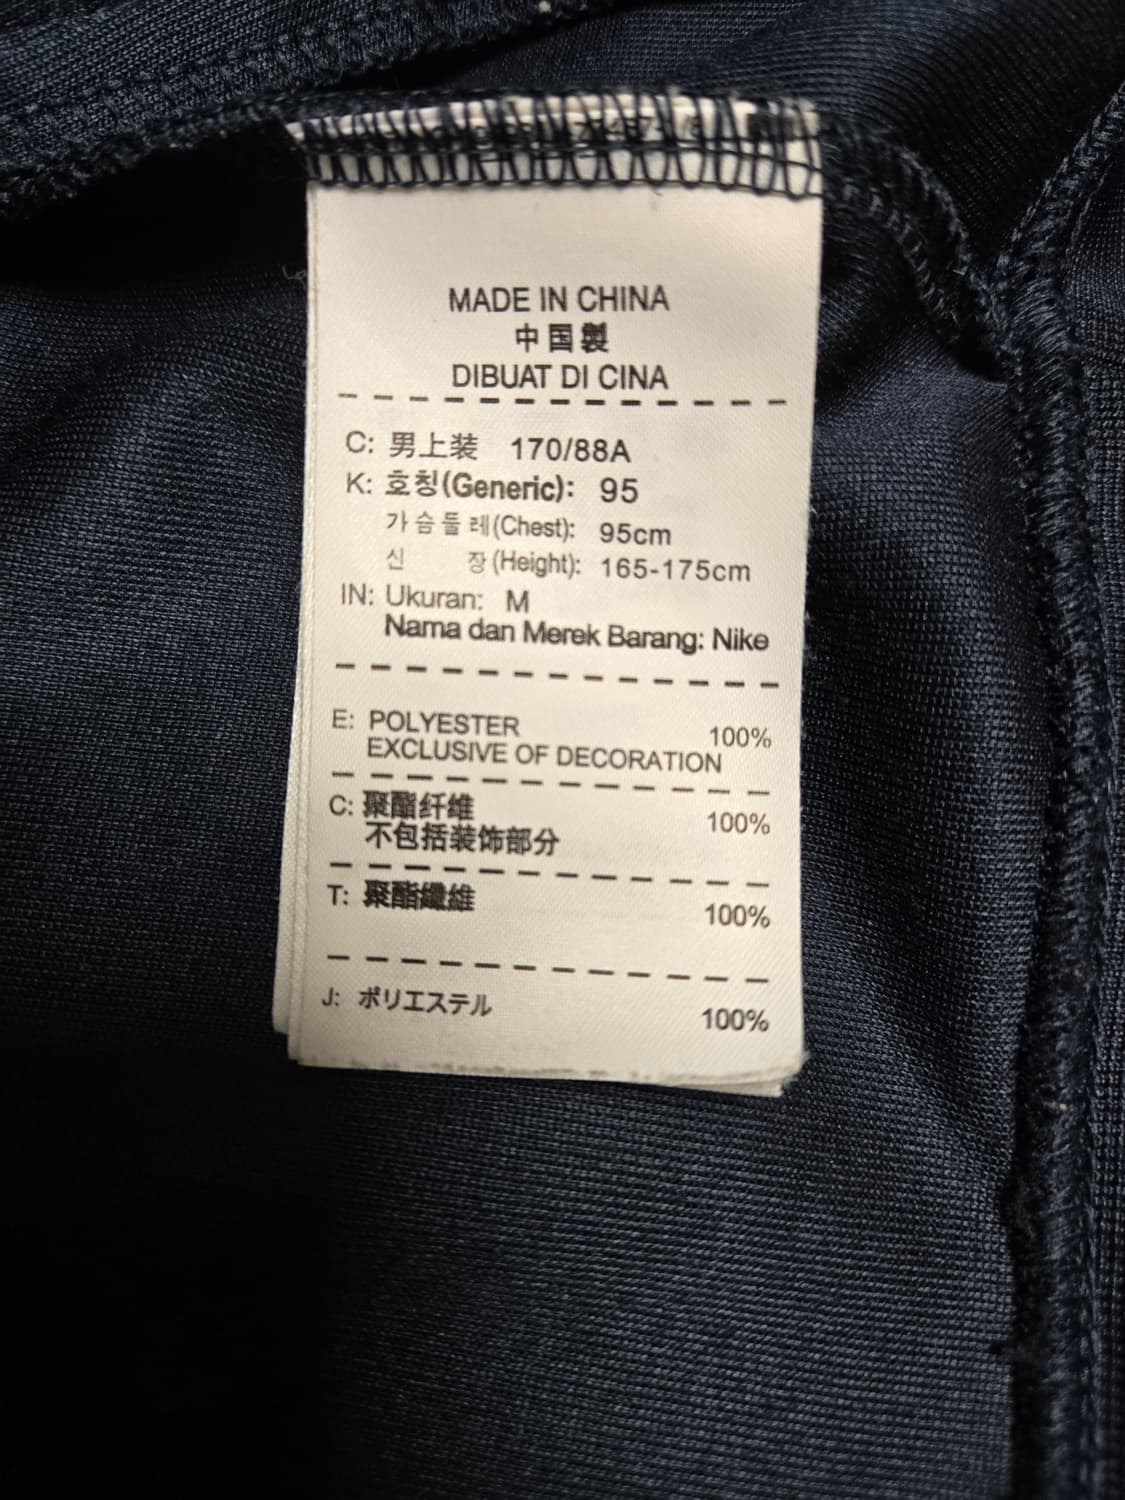 MADE IN CHINA
中国製
DIBUAT DI CINA
C: 男上装 170/88A
K: 호칭(Generic): 95
가슴둘레(Chest): 95cm
신 장(Height): 165-175cm
IN: Ukuran: M
Nama dan Merek Barang: Nike
E: POLYESTER 100%
EXCLUSIVE OF DECORATION
C: 聚酯纤维 100%
不包括装饰部分
T: 聚酯纖維 100%
J: ポリエステル 100%